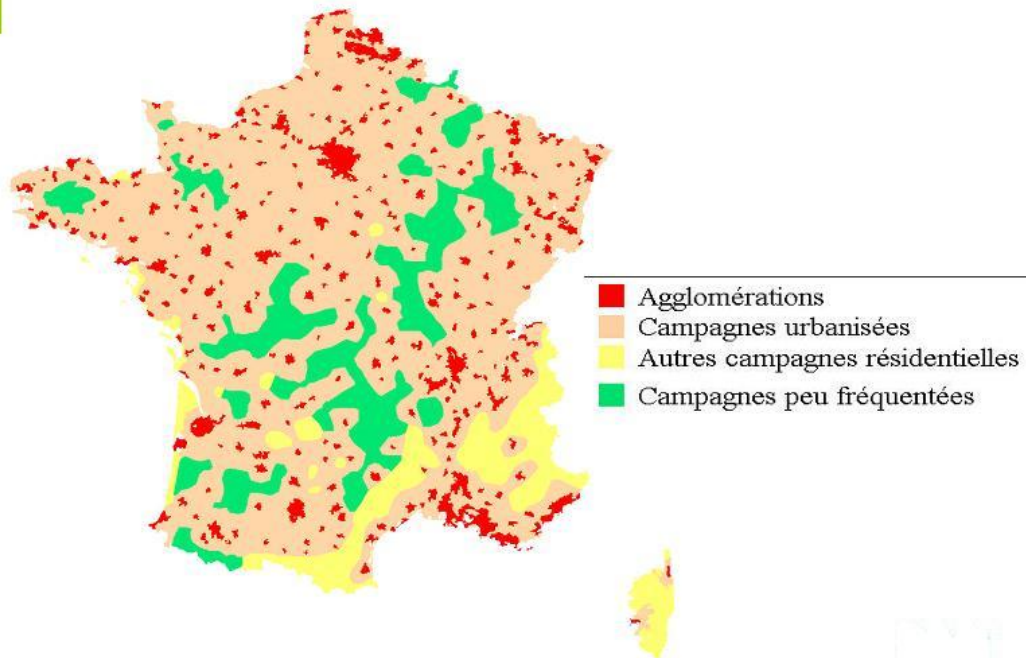 Agglomérations
Campagnes urbanisées
Autres campagnes résidentielles
Campagnes peu fréquentées